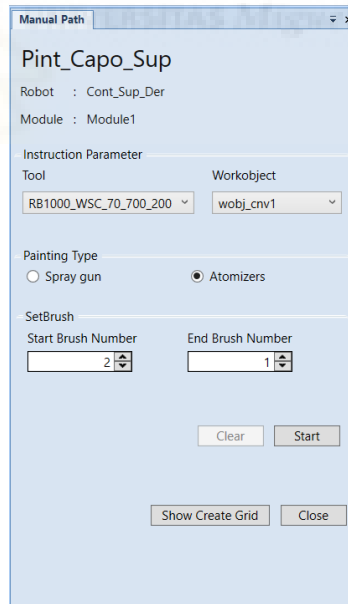 Manual Path
Pint_Capo_Sup
Robot : Cont_Sup_Der
Module : Module1
Instruction Parameter
Tool Workobject
RB1000_WSC_70_700_200 wobj_cnv1
Painting Type
Spray gun Atomizers
SetBrush
Start Brush Number End Brush Number
2 1
Clear Start
Show Create Grid Close